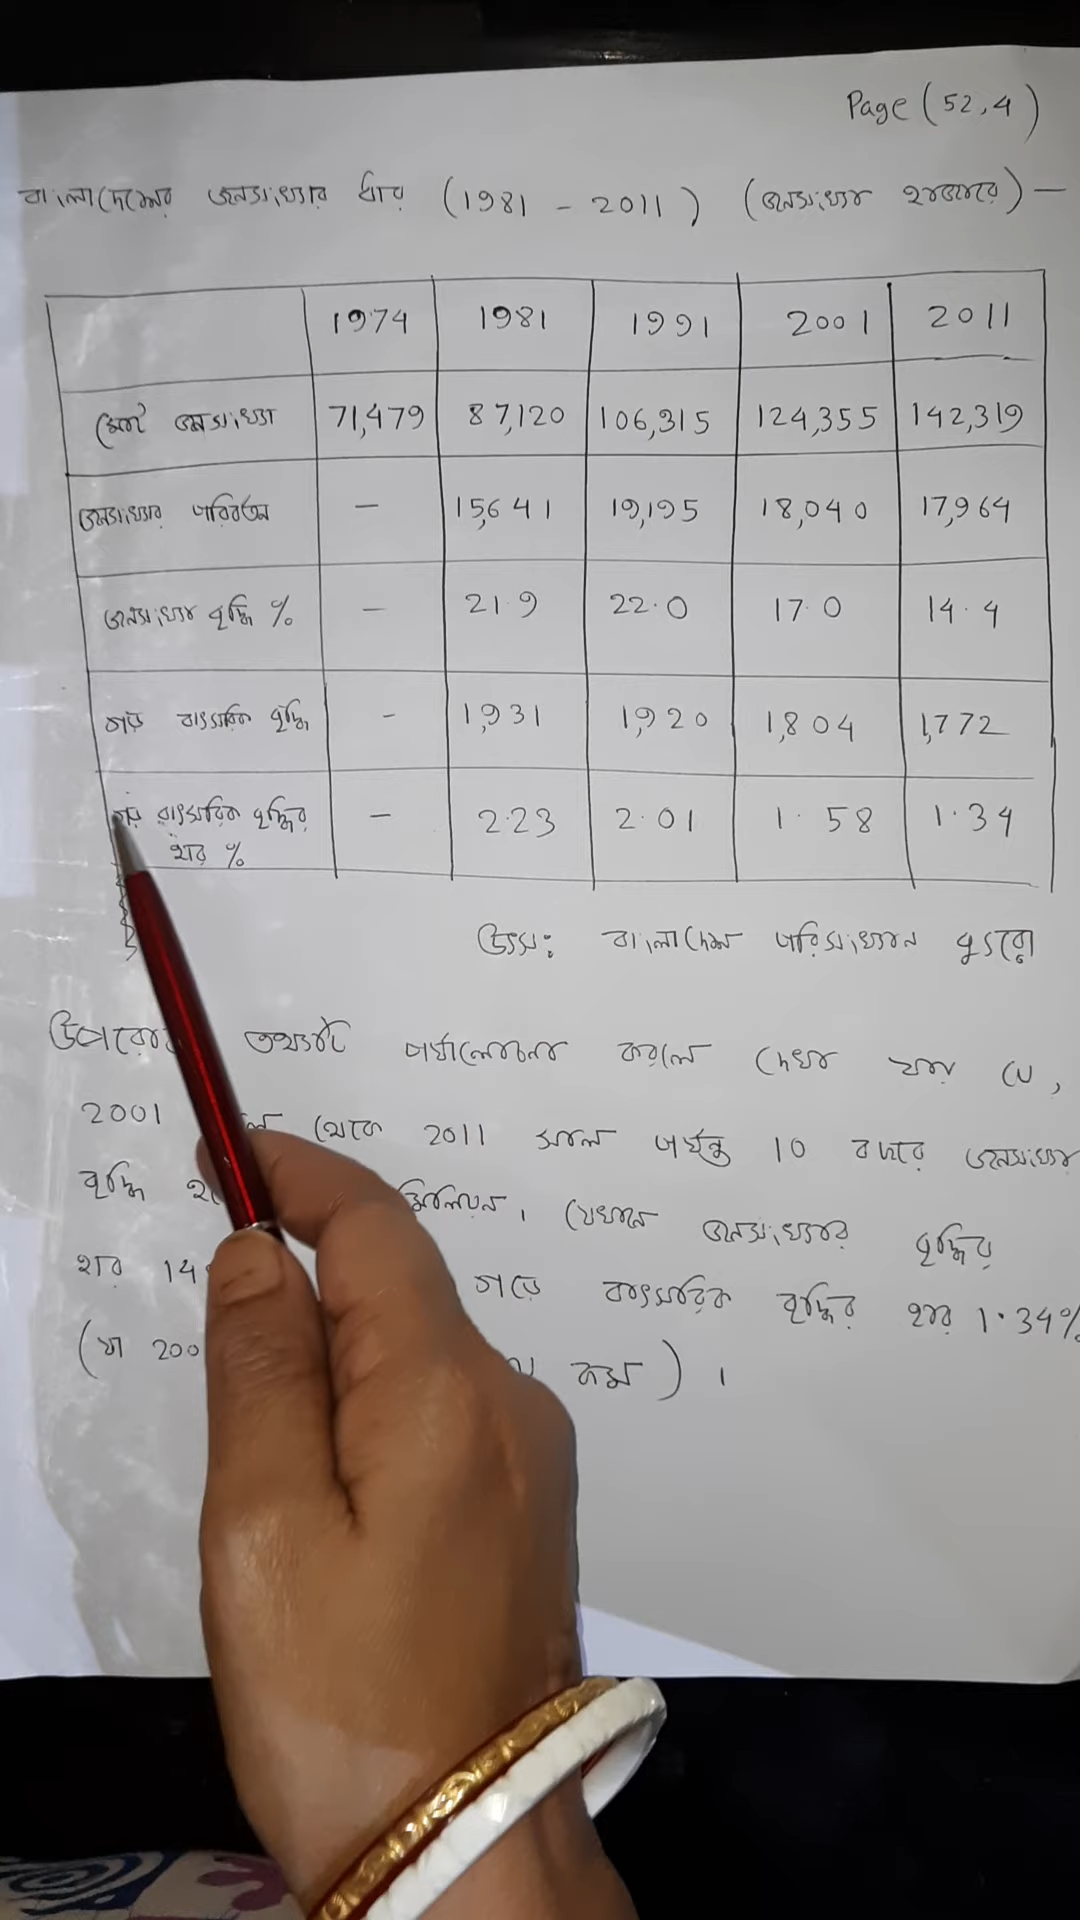 Page (52,4)
বাংলাদেশের জনসংখ্যার ধারা (1981 - 2011) (জনসংখ্যা হাজারে) —
1974 1981 1991 2001 2011
মোট জনসংখ্যা 71,479 87,120 106,315 124,355 142,319
জনসংখ্যার পরিবর্তন — 15,641 19,195 18,040 17,964
জনসংখ্যা বৃদ্ধি % — 21.9 22.0 17.0 14.4
গড় বাৎসরিক বৃদ্ধি - 1,931 1,920 1,804 1,772
গড় বাৎসরিক বৃদ্ধির — 2.23 2.01 1.58 1.34
হার %
উৎস: বাংলাদেশ পরিসংখ্যান ব্যুরো
তথ্যটি পর্যালোচনা করলে দেখা যায় যে,
2001 থেকে 2011 সাল পর্যন্ত 10 বছরে জনসংখ্যা
বৃদ্ধি মিলিয়ন, যেখানে জনসংখ্যার বৃদ্ধির
হার 14 গড়ে বাৎসরিক বৃদ্ধির হার 1.34%
(যা 200 কম) ।